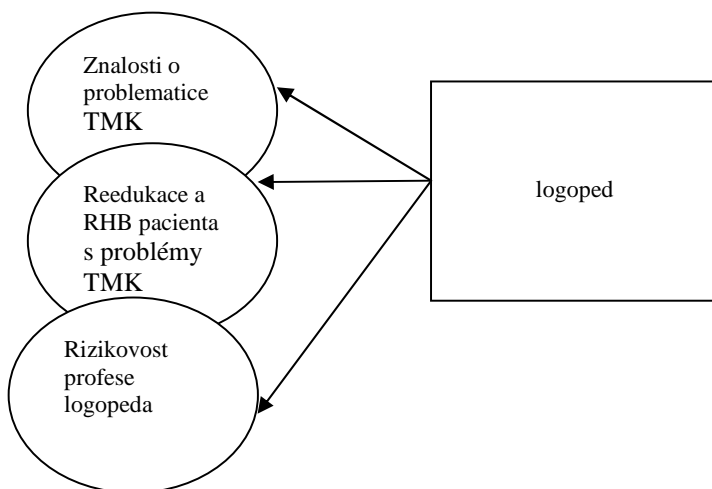 Znalosti o
problematice
TMK
Reedukace a
RHB pacienta
s problémy
TMK
Rizikovost
profese
logopeda
logoped